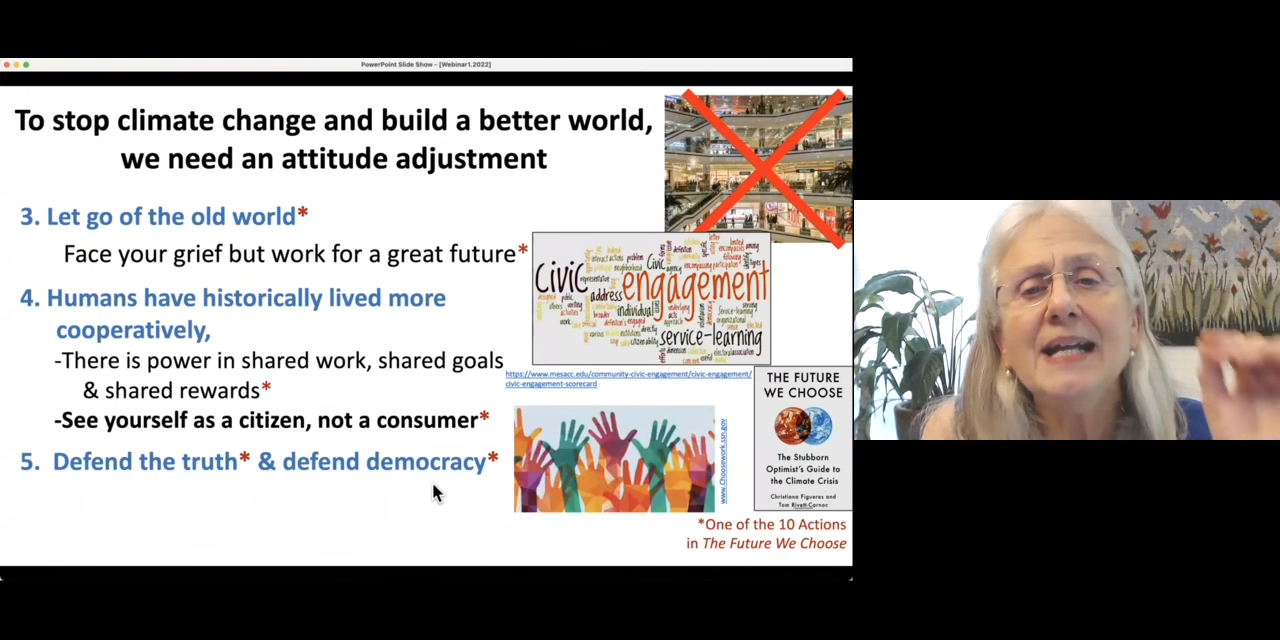 PowerPoint Slide Show - [Webinar1.2022]
To stop climate change and build a better world,
we need an attitude adjustment
3. Let go of the old world*
Face your grief but work for a great future*
4. Humans have historically lived more
cooperatively,
-There is power in shared work, shared goals
& shared rewards*
-See yourself as a citizen, not a consumer*
5. Defend the truth* & defend democracy*
Civic
engagement
address
individual
service-learning
https://www.mesacc.edu/community-civic-engagement/civic-engagement/
civic-engagement-scorecard
www.Choosework.ssn.gov
THE FUTURE
WE CHOOSE
The Stubborn
Optimist's Guide to
the Climate Crisis
Christiana Figueres and
Tom Rivett-Carnac
*One of the 10 Actions
in The Future We Choose